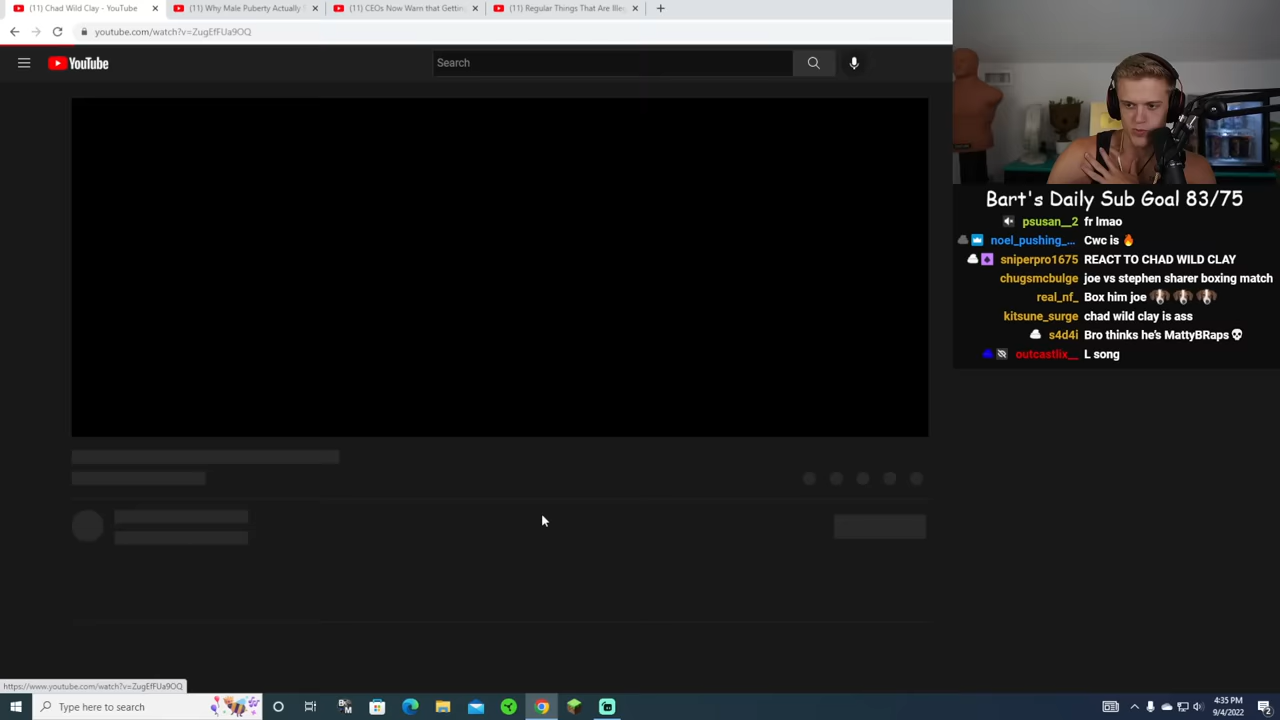 (11) Chad Wild Clay - YouTube
(11) Why Male Puberty Actually S
(11) CEOs Now Warn that Getting
(11) Regular Things That Are Illeg
youtube.com/watch?v=ZugEfFUa9OQ
YouTube
Search
Bart's Daily Sub Goal 83/75
psusan__2 fr lmao
noel_pushing_... Cwc is 🔥
sniperpro1675 REACT TO CHAD WILD CLAY
chugsmcbulge joe vs stephen sharer boxing match
real_nf_ Box him joe
kitsune_surge chad wild clay is ass
s4d4i Bro thinks he's MattyBRaps 💀
outcastlix__ L song
https://www.youtube.com/watch?v=ZugEfFUa9OQ
Type here to search
4:35 PM
9/4/2022
2